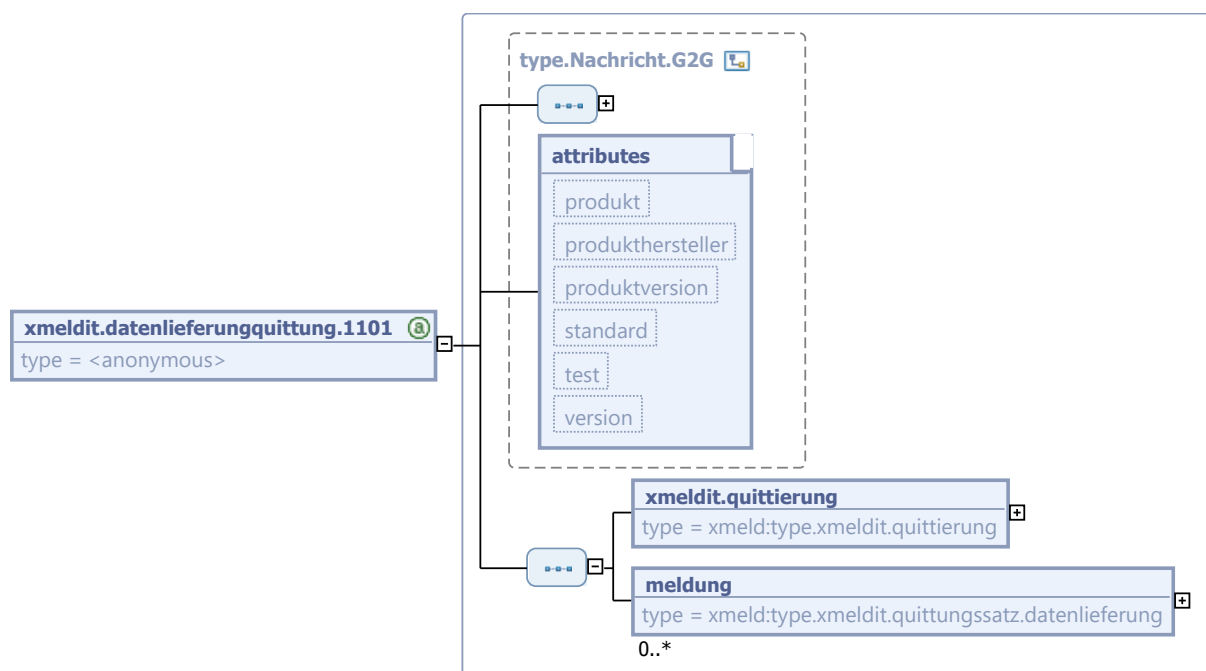 type.Nachricht.G2G
attributes
produkt
produkthersteller
produktversion
standard
test
version
xmeldit.datenlieferungquittung.1101 a
type = <anonymous>
xmeldit.quittierung
type = xmeld:type.xmeldit.quittierung
meldung
type = xmeld:type.xmeldit.quittungssatz.datenlieferung
0..*